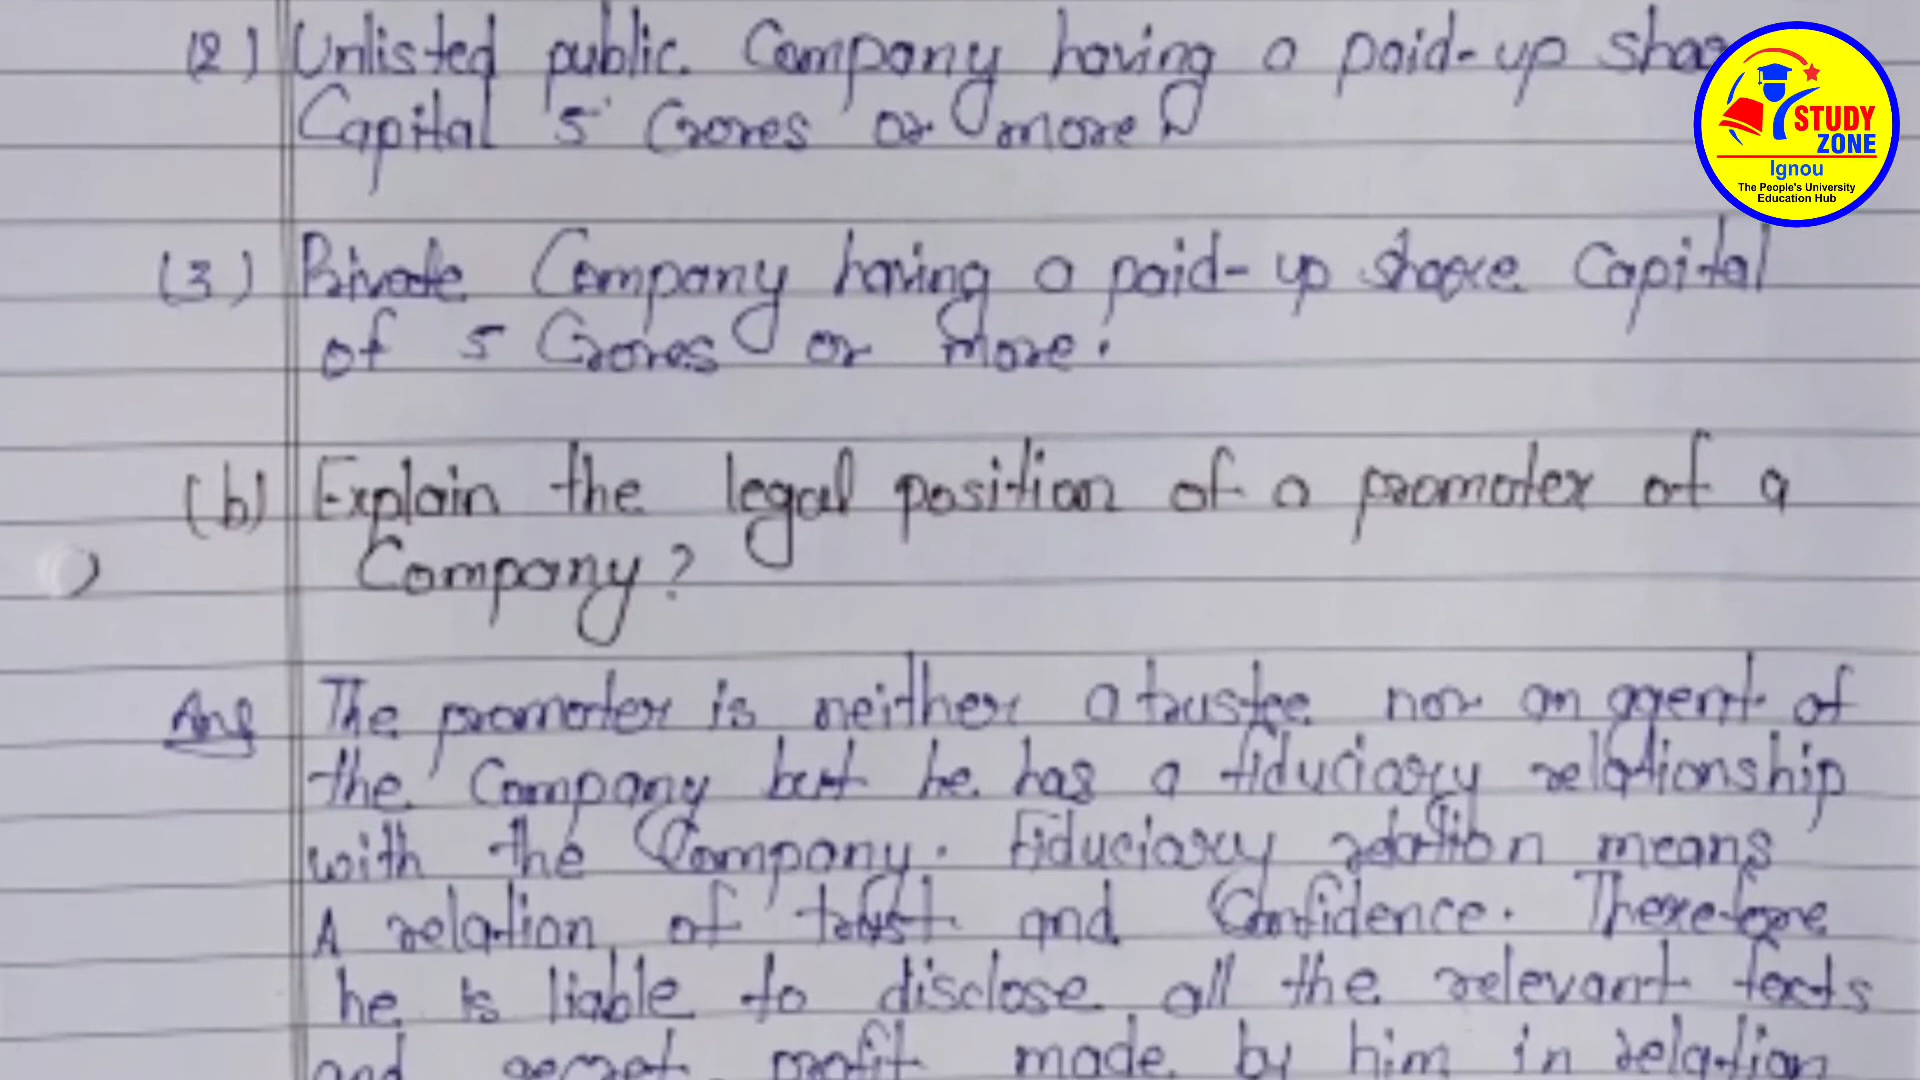 (2) Unlisted public Company having a paid-up sha
Capital 5 Crores or more.
(3) Private Company having a paid-up share Capital
of 5 Crores or more.
(b) Explain the legal position of a promoter of a
Company?
Ans The promoter is neither a trustee nor an agent of
the Company but he has a fiduciary relationship
with the Company. Fiduciary relation means
A relation of trust and Confidence. Therefore
he is liable to disclose all the relevant facts
and secret profit made by him in relation
STUDY
ZONE
Ignou
The People's University
Education Hub